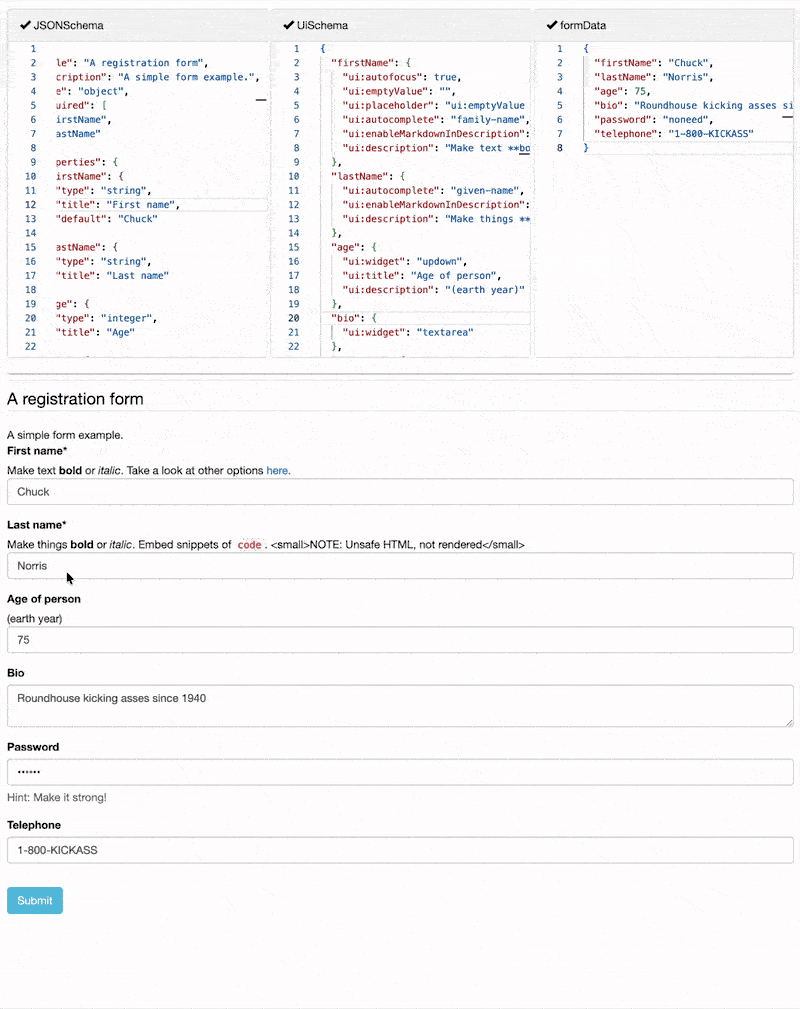 JSONSchema
1
2 le": "A registration form",
3 cription": "A simple form example.",
4 e": "object",
5 uired": [
6 irstName",
7 astName"
8
9 perties": {
10 irstName": {
11 "type": "string",
12 "title": "First name",
13 "default": "Chuck"
14
15 astName": {
16 "type": "string",
17 "title": "Last name"
18
19 ge": {
20 "type": "integer",
21 "title": "Age"
22
UiSchema
1 {
2 "firstName": {
3 "ui:autofocus": true,
4 "ui:emptyValue": "",
5 "ui:placeholder": "ui:emptyValue
6 "ui:autocomplete": "family-name",
7 "ui:enableMarkdownInDescription":
8 "ui:description": "Make text **bo
9 },
10 "lastName": {
11 "ui:autocomplete": "given-name",
12 "ui:enableMarkdownInDescription":
13 "ui:description": "Make things **
14 },
15 "age": {
16 "ui:widget": "updown",
17 "ui:title": "Age of person",
18 "ui:description": "(earth year)"
19 },
20 "bio": {
21 "ui:widget": "textarea"
22 },
formData
1 {
2 "firstName": "Chuck",
3 "lastName": "Norris",
4 "age": 75,
5 "bio": "Roundhouse kicking asses si
6 "password": "noneed",
7 "telephone": "1-800-KICKASS"
8 }
A registration form
A simple form example.
First name*
Make text bold or italic. Take a look at other options here.
Chuck
Last name*
Make things bold or italic. Embed snippets of code. <small>NOTE: Unsafe HTML, not rendered</small>
Norris
Age of person
(earth year)
75
Bio
Roundhouse kicking asses since 1940
Password
••••••
Hint: Make it strong!
Telephone
1-800-KICKASS
Submit